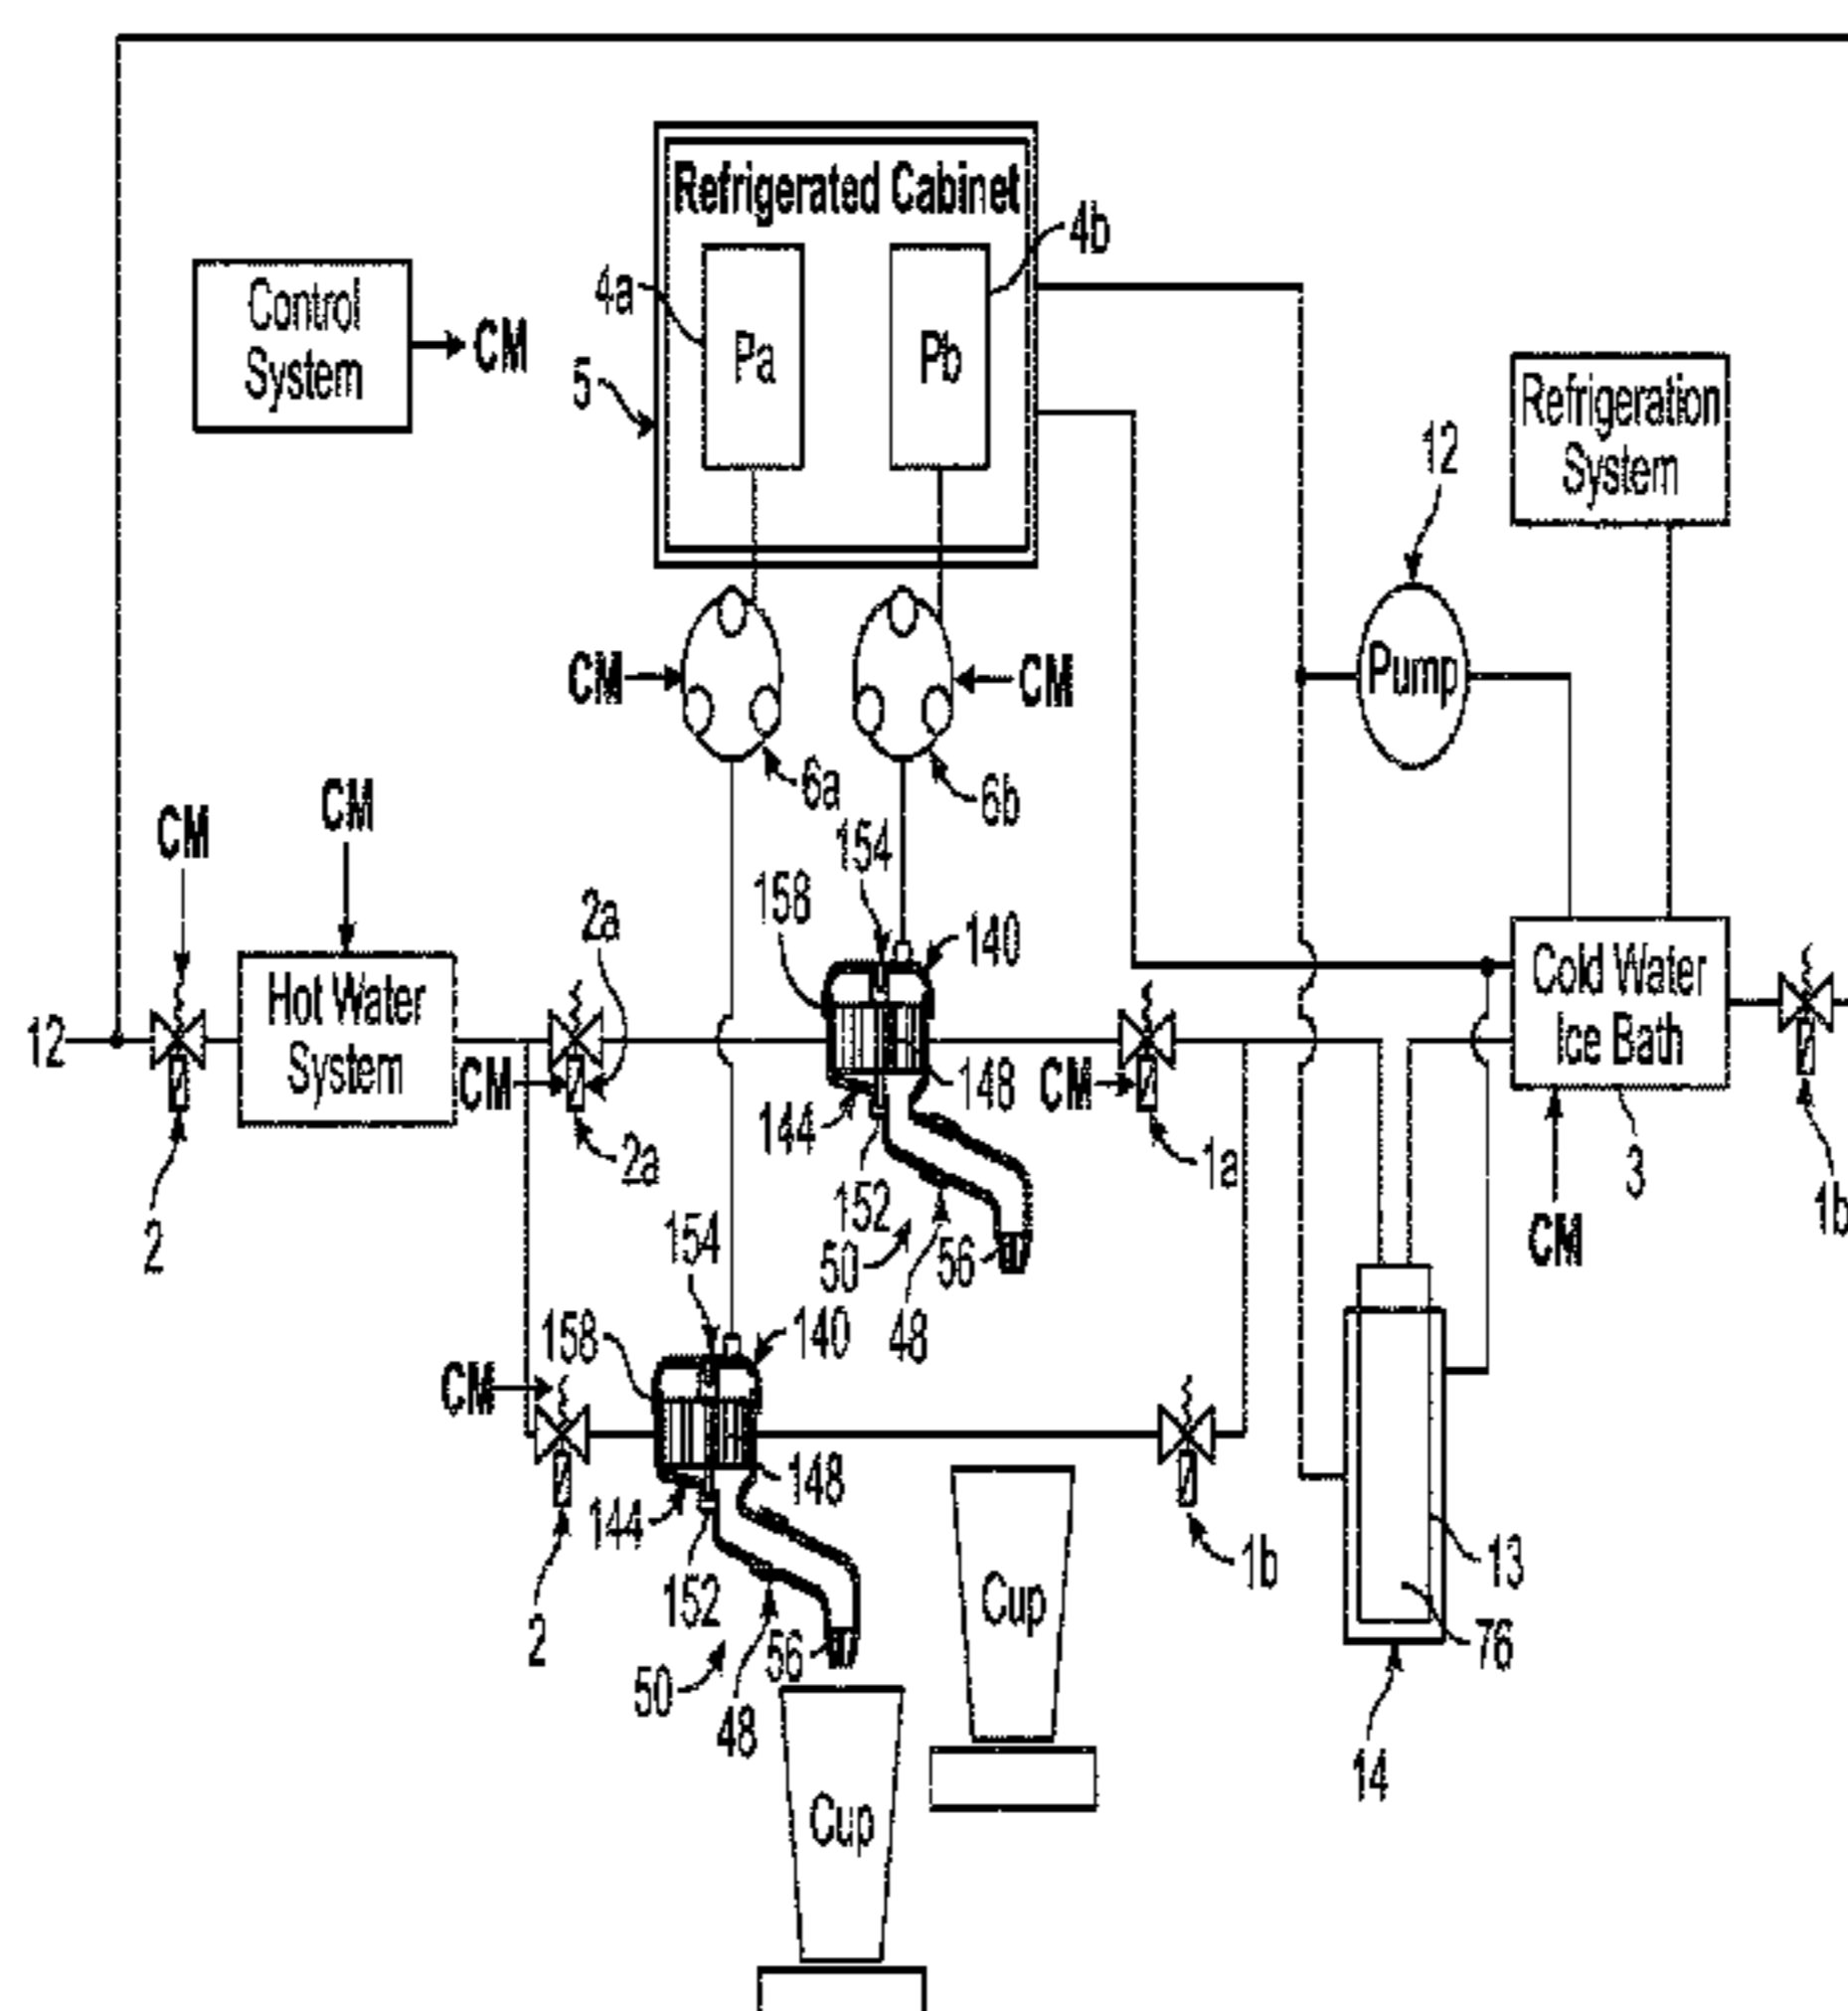 Refrigerated Cabinet
4b
Control
System
CM
4a
Pa
Pb
5
Refrigeration
System
12
CM
CM
Pump
6a
6b
CM
CM
154
158
2a
140
12
Hot Water
System
Cold Water
Ice Bath
CM
148
CM
144
2a
1a
3
1b
2
152
50
56
48
CM
154
158
140
CM
148
144
1b
13
2
152
Cup
50
56
76
48
14
Cup